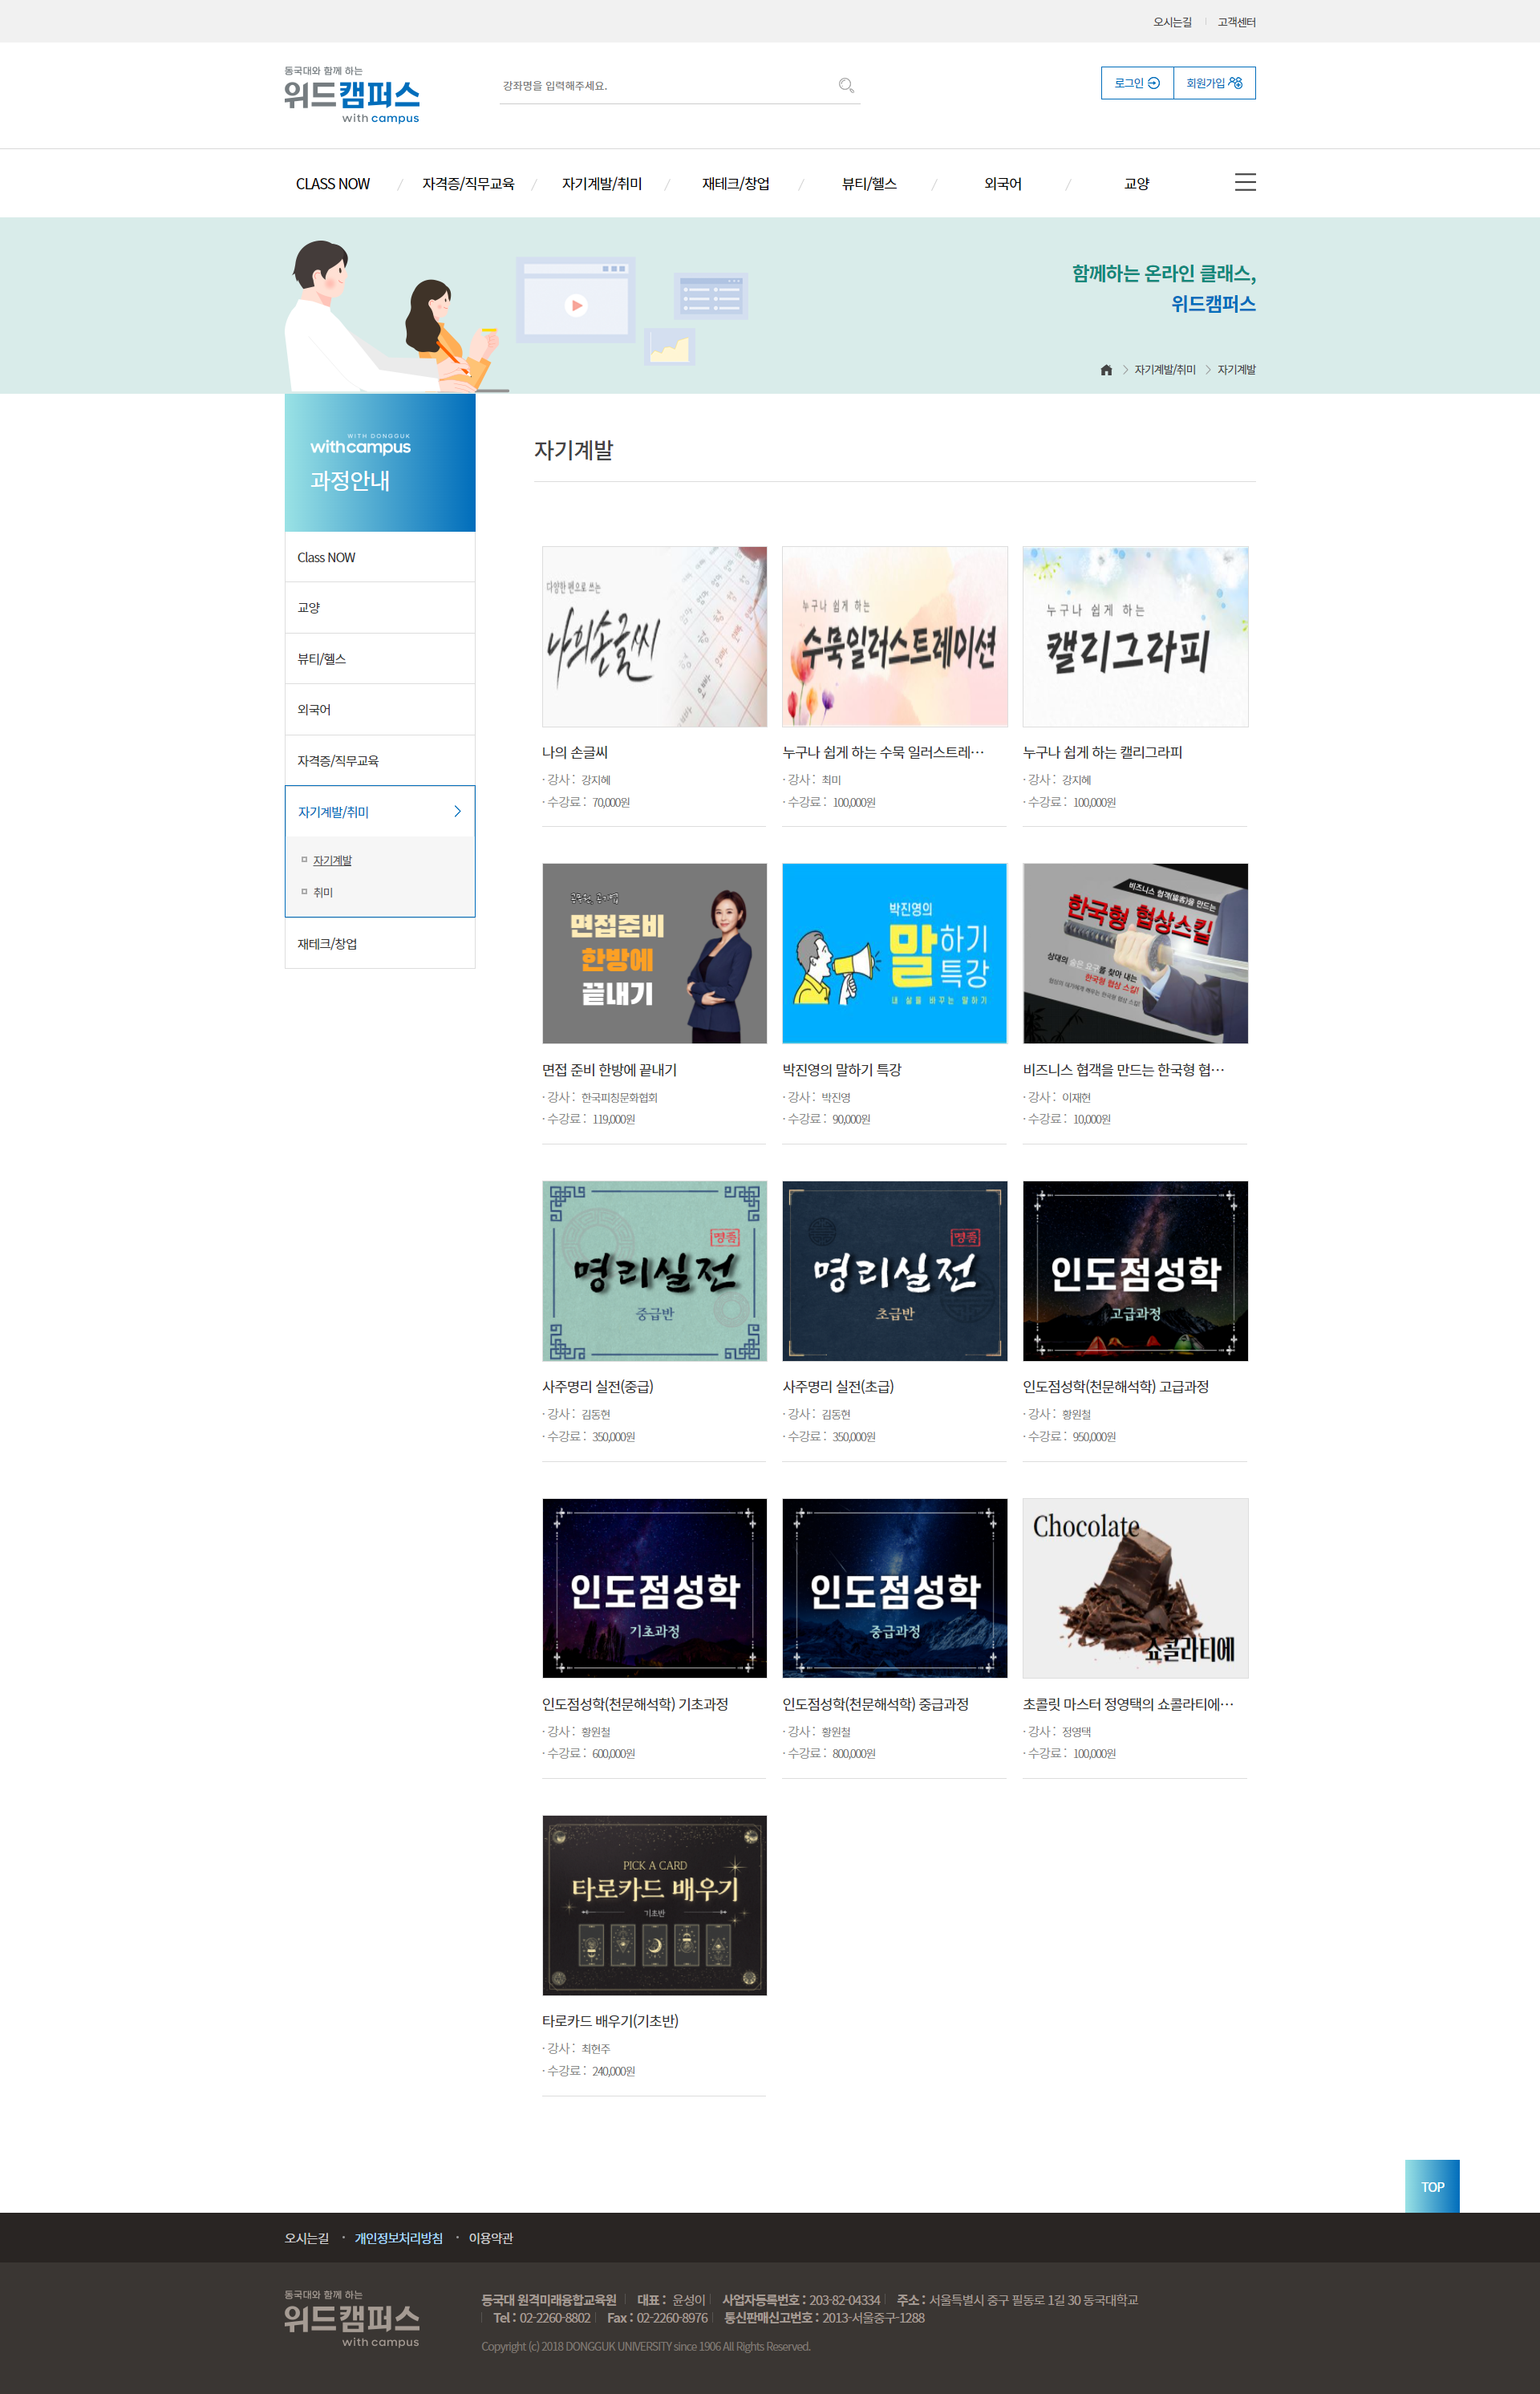 오시는길
고객센터
동국대와 함께 하는
위드캠퍼스
with campus
강좌명을 입력해주세요.
로그인
회원가입
CLASS NOW
자격증/직무교육
자기계발/취미
재테크/창업
뷰티/헬스
외국어
교양
함께하는 온라인 클래스,
위드캠퍼스
자기계발/취미
자기계발
WITH DONGGUK
withcampus
과정안내
Class NOW
교양
뷰티/헬스
외국어
자격증/직무교육
자기계발/취미
자기계발
취미
재테크/창업
자기계발
다양한 펜으로 쓰는
나의손글씨
누구나 쉽게 하는
수묵일러스트레이션
누구나 쉽게 하는
캘리그라피
나의 손글씨
· 강사 : 강지혜
· 수강료 : 70,000원
누구나 쉽게 하는 수묵 일러스트레…
· 강사 : 최미
· 수강료 : 100,000원
누구나 쉽게 하는 캘리그라피
· 강사 : 강지혜
· 수강료 : 100,000원
공무원, 공기업
면접준비
한방에
끝내기
박진영의
말하기
특강
내 삶을 바꾸는 말하기
비즈니스 협객(協客)을 만드는
한국형 협상스킬
상대의 숨은 요구를 찾아 내는
한국형 협상 스킬!
면접 준비 한방에 끝내기
· 강사 : 한국피칭문화협회
· 수강료 : 119,000원
박진영의 말하기 특강
· 강사 : 박진영
· 수강료 : 90,000원
비즈니스 협객을 만드는 한국형 협…
· 강사 : 이재현
· 수강료 : 10,000원
명품
명리실전
중급반
명품
명리실전
초급반
인도점성학
고급과정
사주명리 실전(중급)
· 강사 : 김동현
· 수강료 : 350,000원
사주명리 실전(초급)
· 강사 : 김동현
· 수강료 : 350,000원
인도점성학(천문해석학) 고급과정
· 강사 : 황원철
· 수강료 : 950,000원
인도점성학
기초과정
인도점성학
중급과정
Chocolate
쇼콜라티에
인도점성학(천문해석학) 기초과정
· 강사 : 황원철
· 수강료 : 600,000원
인도점성학(천문해석학) 중급과정
· 강사 : 황원철
· 수강료 : 800,000원
초콜릿 마스터 정영택의 쇼콜라티에…
· 강사 : 정영택
· 수강료 : 100,000원
PICK A CARD
타로카드 배우기
기초반
타로카드 배우기(기초반)
· 강사 : 최현주
· 수강료 : 240,000원
TOP
오시는길 · 개인정보처리방침 · 이용약관
동국대와 함께 하는
위드캠퍼스
with campus
동국대 원격미래융합교육원 대표 : 윤성이 사업자등록번호 : 203-82-04334 주소 : 서울특별시 중구 필동로 1길 30 동국대학교
Tel : 02-2260-8802 Fax : 02-2260-8976 통신판매신고번호 : 2013-서울중구-1288
Copyright (c) 2018 DONGGUK UNIVERSITY since 1906 All Rights Reserved.